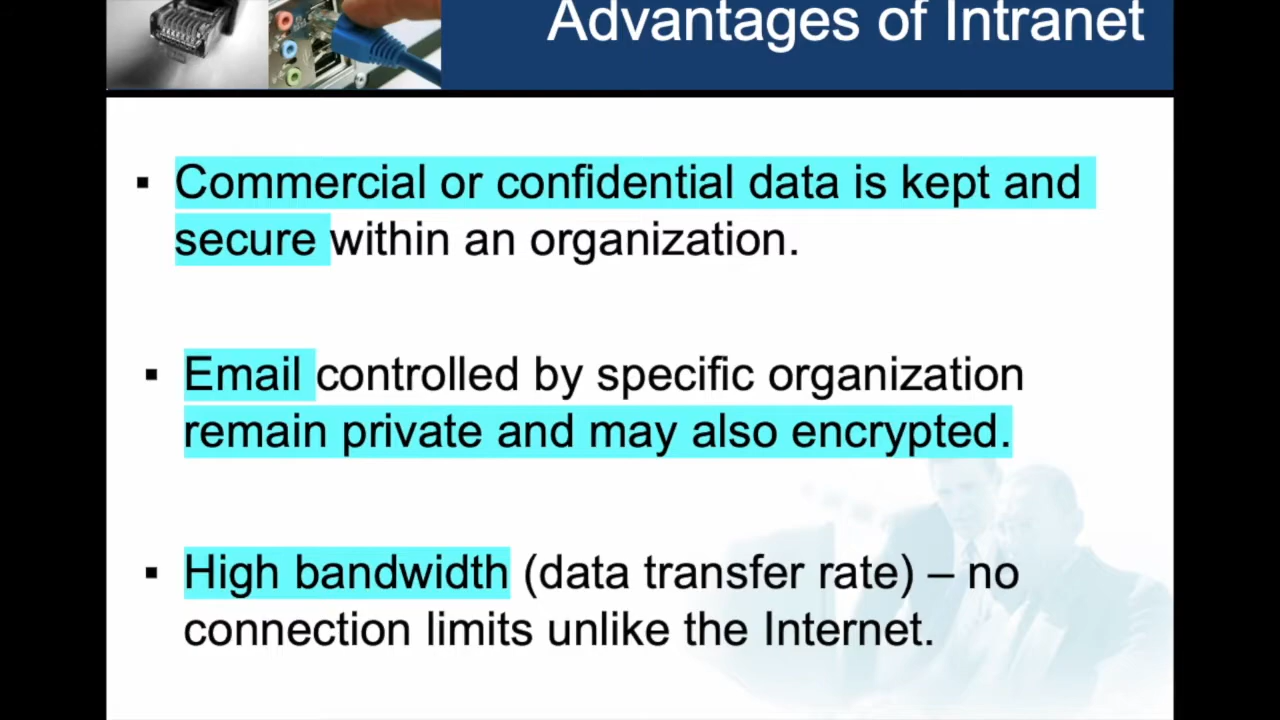 Advantages of Intranet
▪ Commercial or confidential data is kept and
secure within an organization.
▪ Email controlled by specific organization
remain private and may also encrypted.
▪ High bandwidth (data transfer rate) – no
connection limits unlike the Internet.